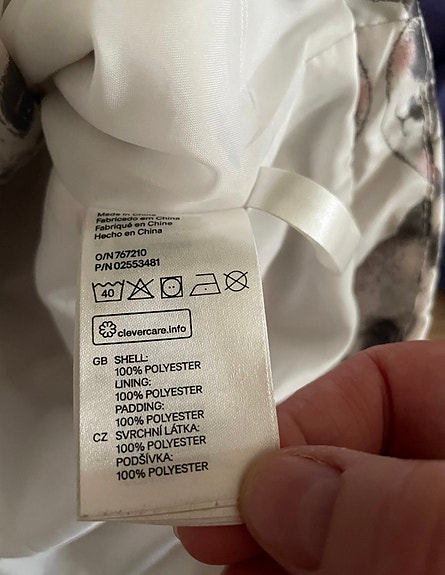 Made in China
Fabricado em China
Fabriqué en China
Hecho en China
O/N 767210
P/N 02553481
40
clevercare.info
GB SHELL:
100% POLYESTER
LINING:
100% POLYESTER
PADDING:
100% POLYESTER
CZ SVRCHNÍ LÁTKA:
100% POLYESTER
PODŠÍVKA:
100% POLYESTER